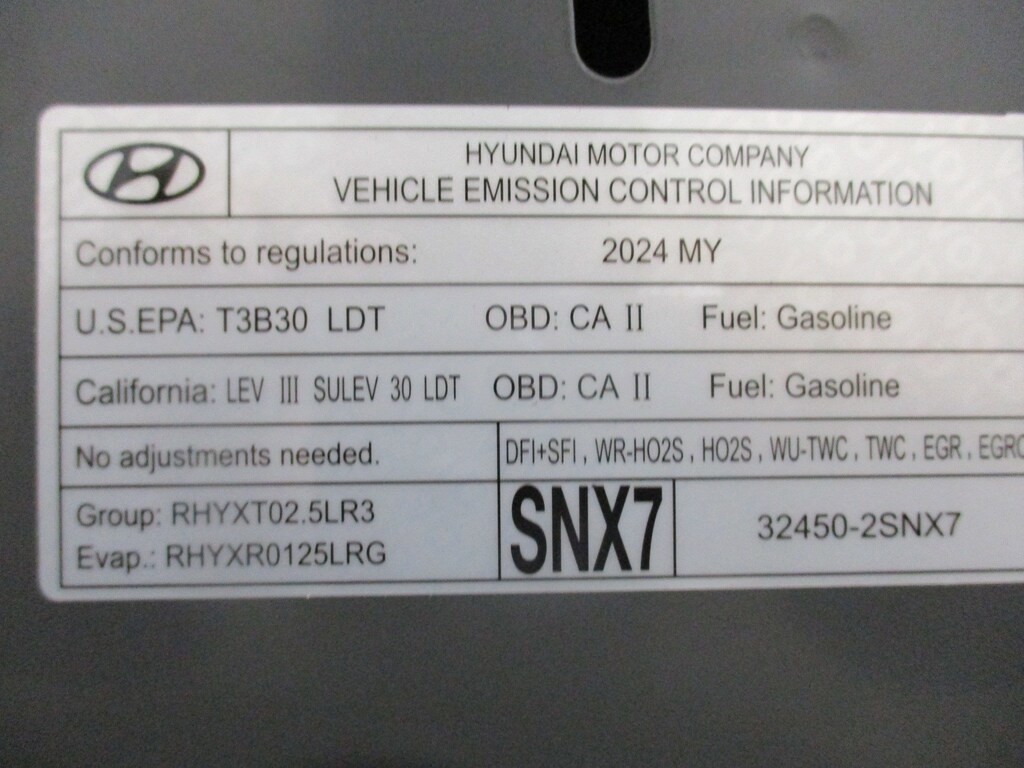 HYUNDAI MOTOR COMPANY
VEHICLE EMISSION CONTROL INFORMATION
Conforms to regulations: 2024 MY
U.S.EPA: T3B30 LDT OBD: CA II Fuel: Gasoline
California: LEV III SULEV 30 LDT OBD: CA II Fuel: Gasoline
No adjustments needed. DFI+SFI , WR-HO2S , HO2S , WU-TWC , TWC , EGR , EGRC
Group: RHYXT02.5LR3
Evap.: RHYXR0125LRG
SNX7
32450-2SNX7